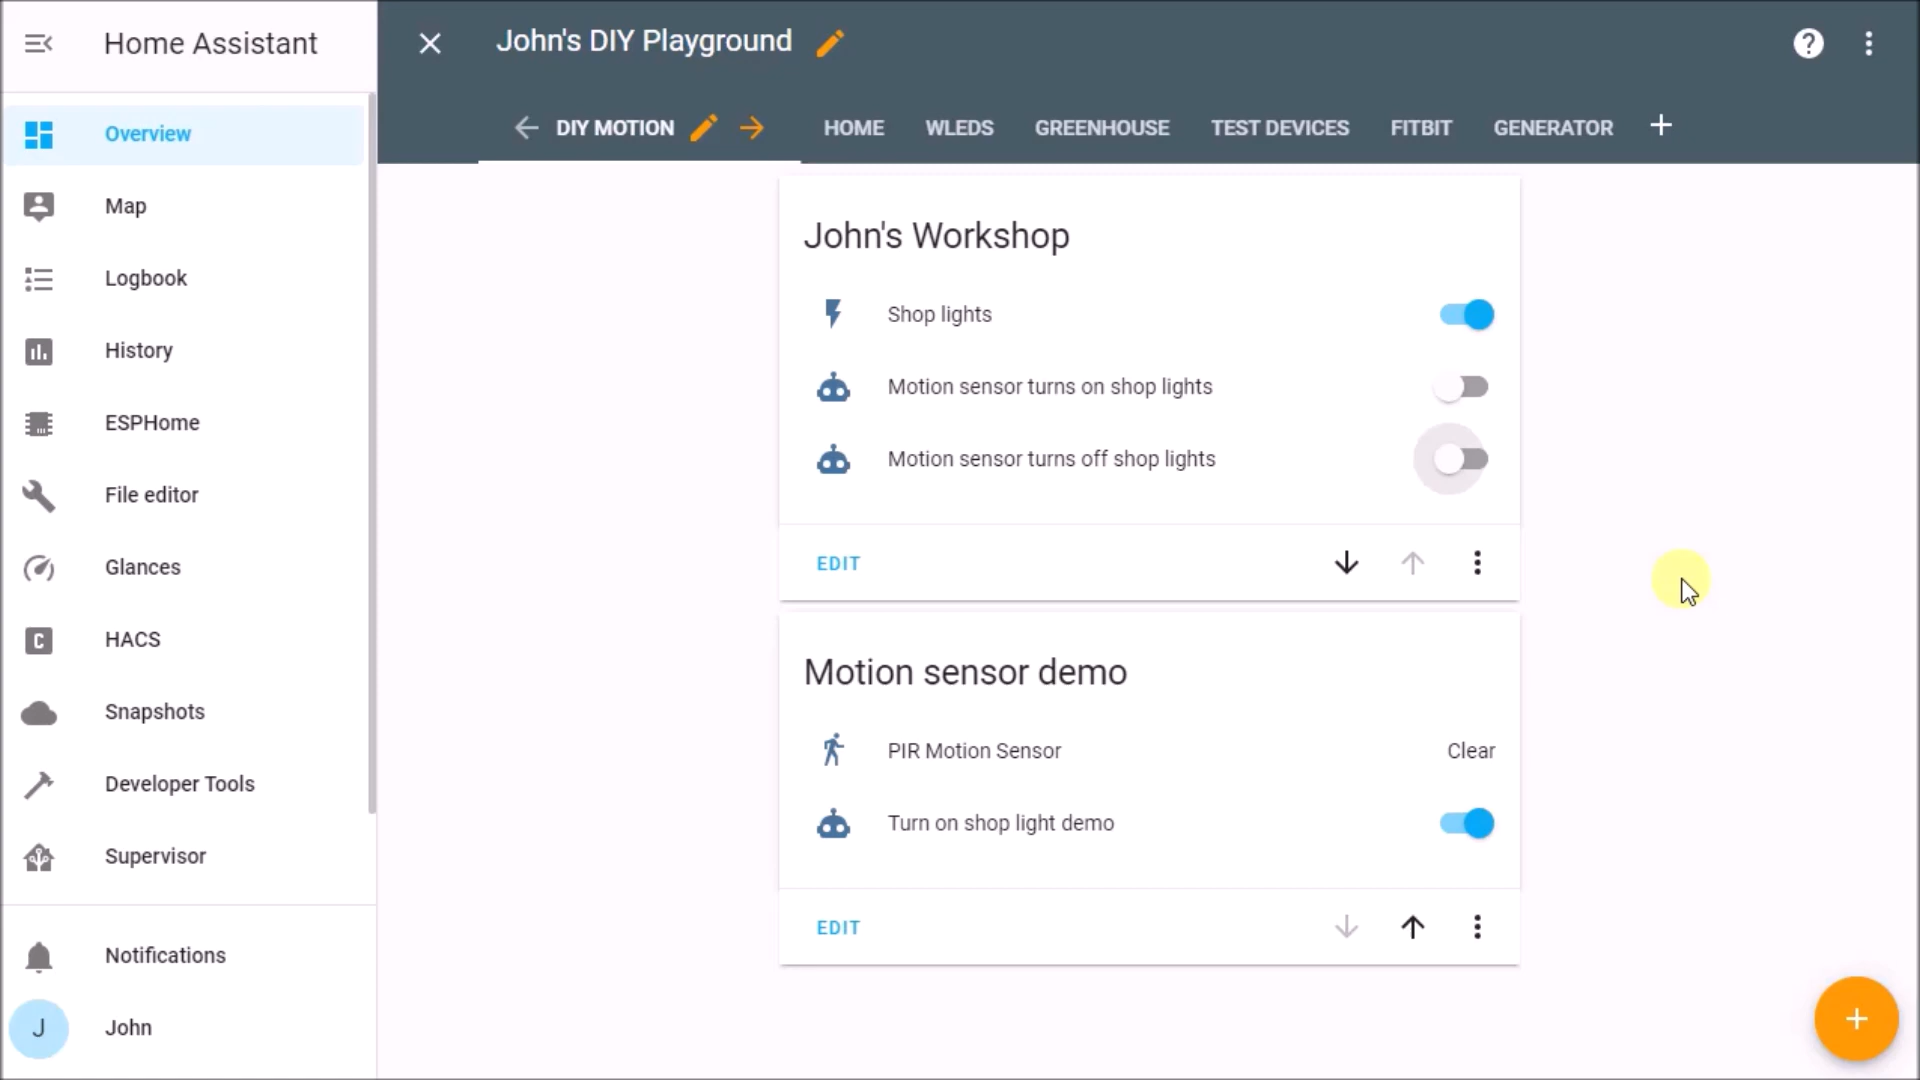 Home Assistant
Overview
Map
Logbook
History
ESPHome
File editor
Glances
C
HACS
Snapshots
Developer Tools
Supervisor
Notifications
J
John
John's DIY Playground
?
DIY MOTION
HOME
WLEDS
GREENHOUSE
TEST DEVICES
FITBIT
GENERATOR
+
John's Workshop
Shop lights
Motion sensor turns on shop lights
Motion sensor turns off shop lights
EDIT
Motion sensor demo
PIR Motion Sensor
Clear
Turn on shop light demo
EDIT
+